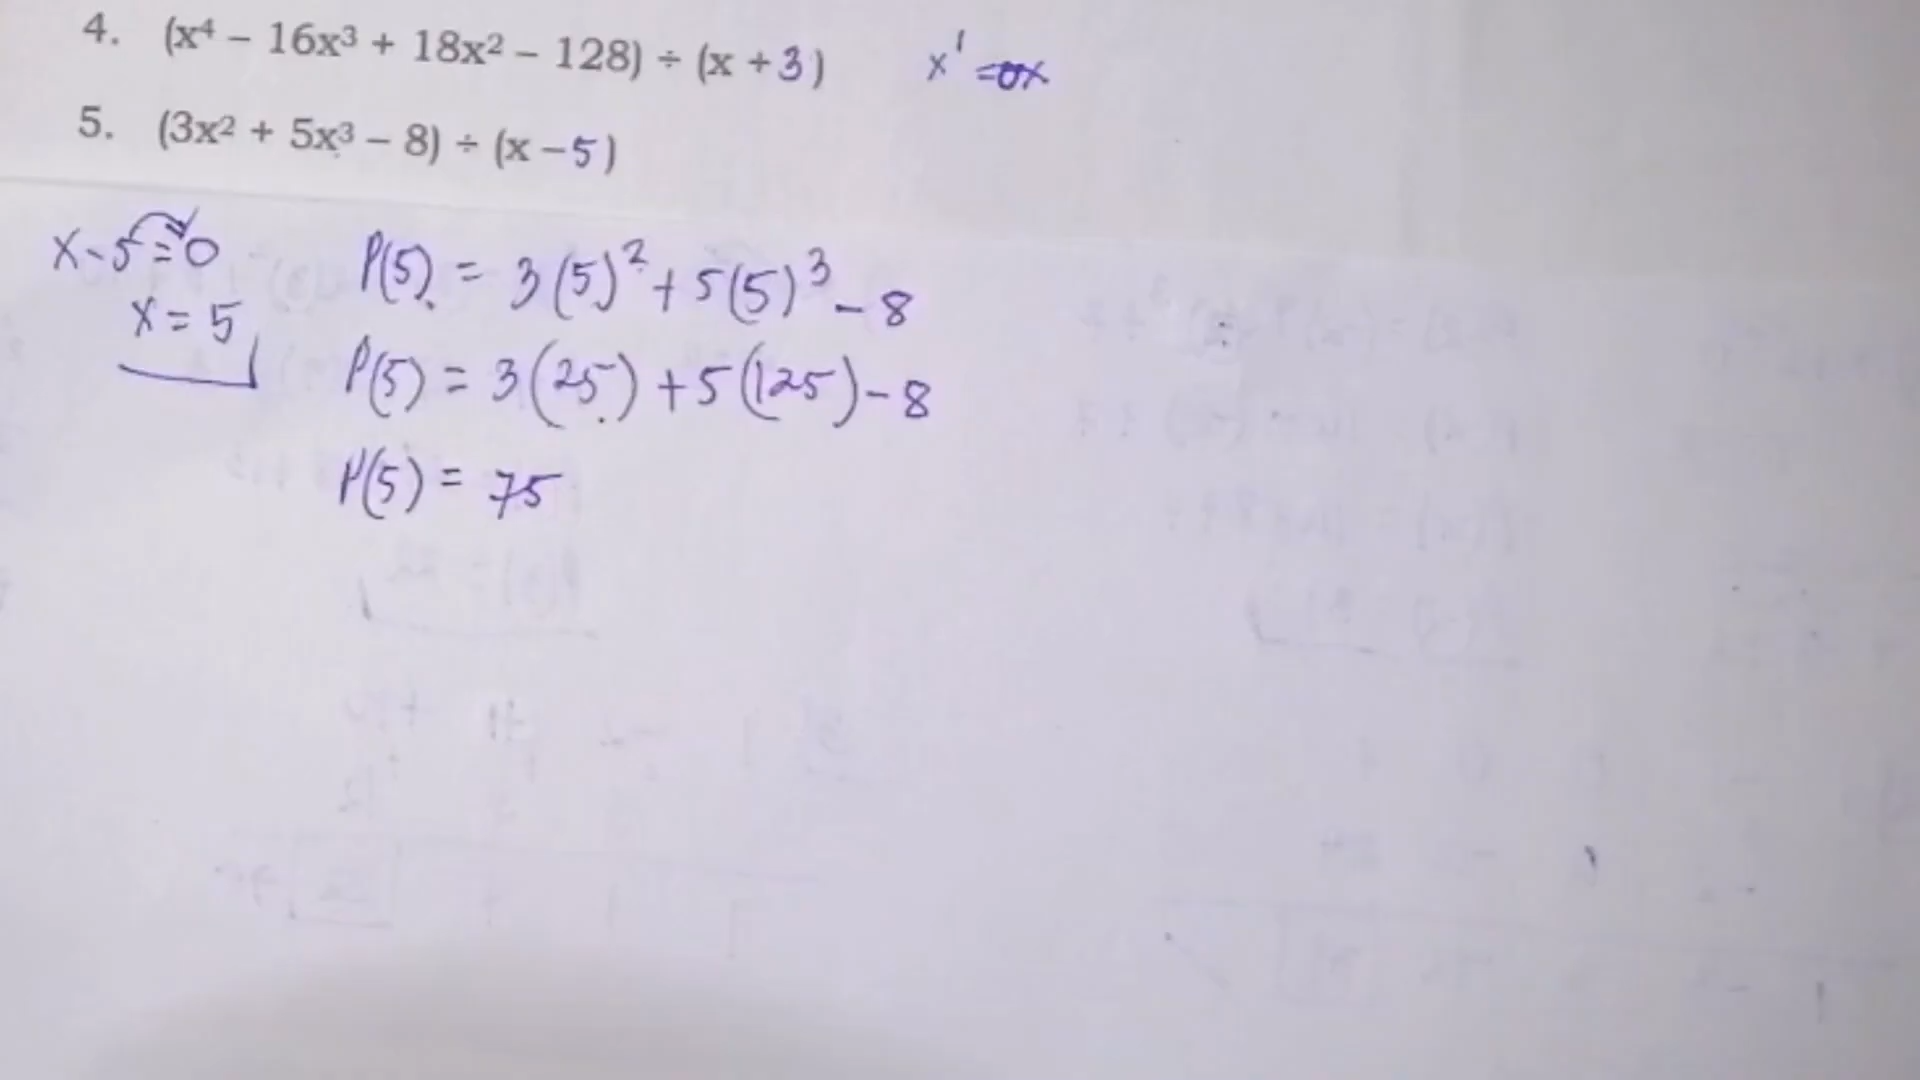 4. (x⁴ – 16x³ + 18x² – 128) ÷ (x + 3) x¹ = 0x
5. (3x² + 5x³ – 8) ÷ (x – 5)
x - 5 = 0
x = 5
P(5) = 3(5)² + 5(5)³ - 8
P(5) = 3(25) + 5(125) - 8
P(5) = 75